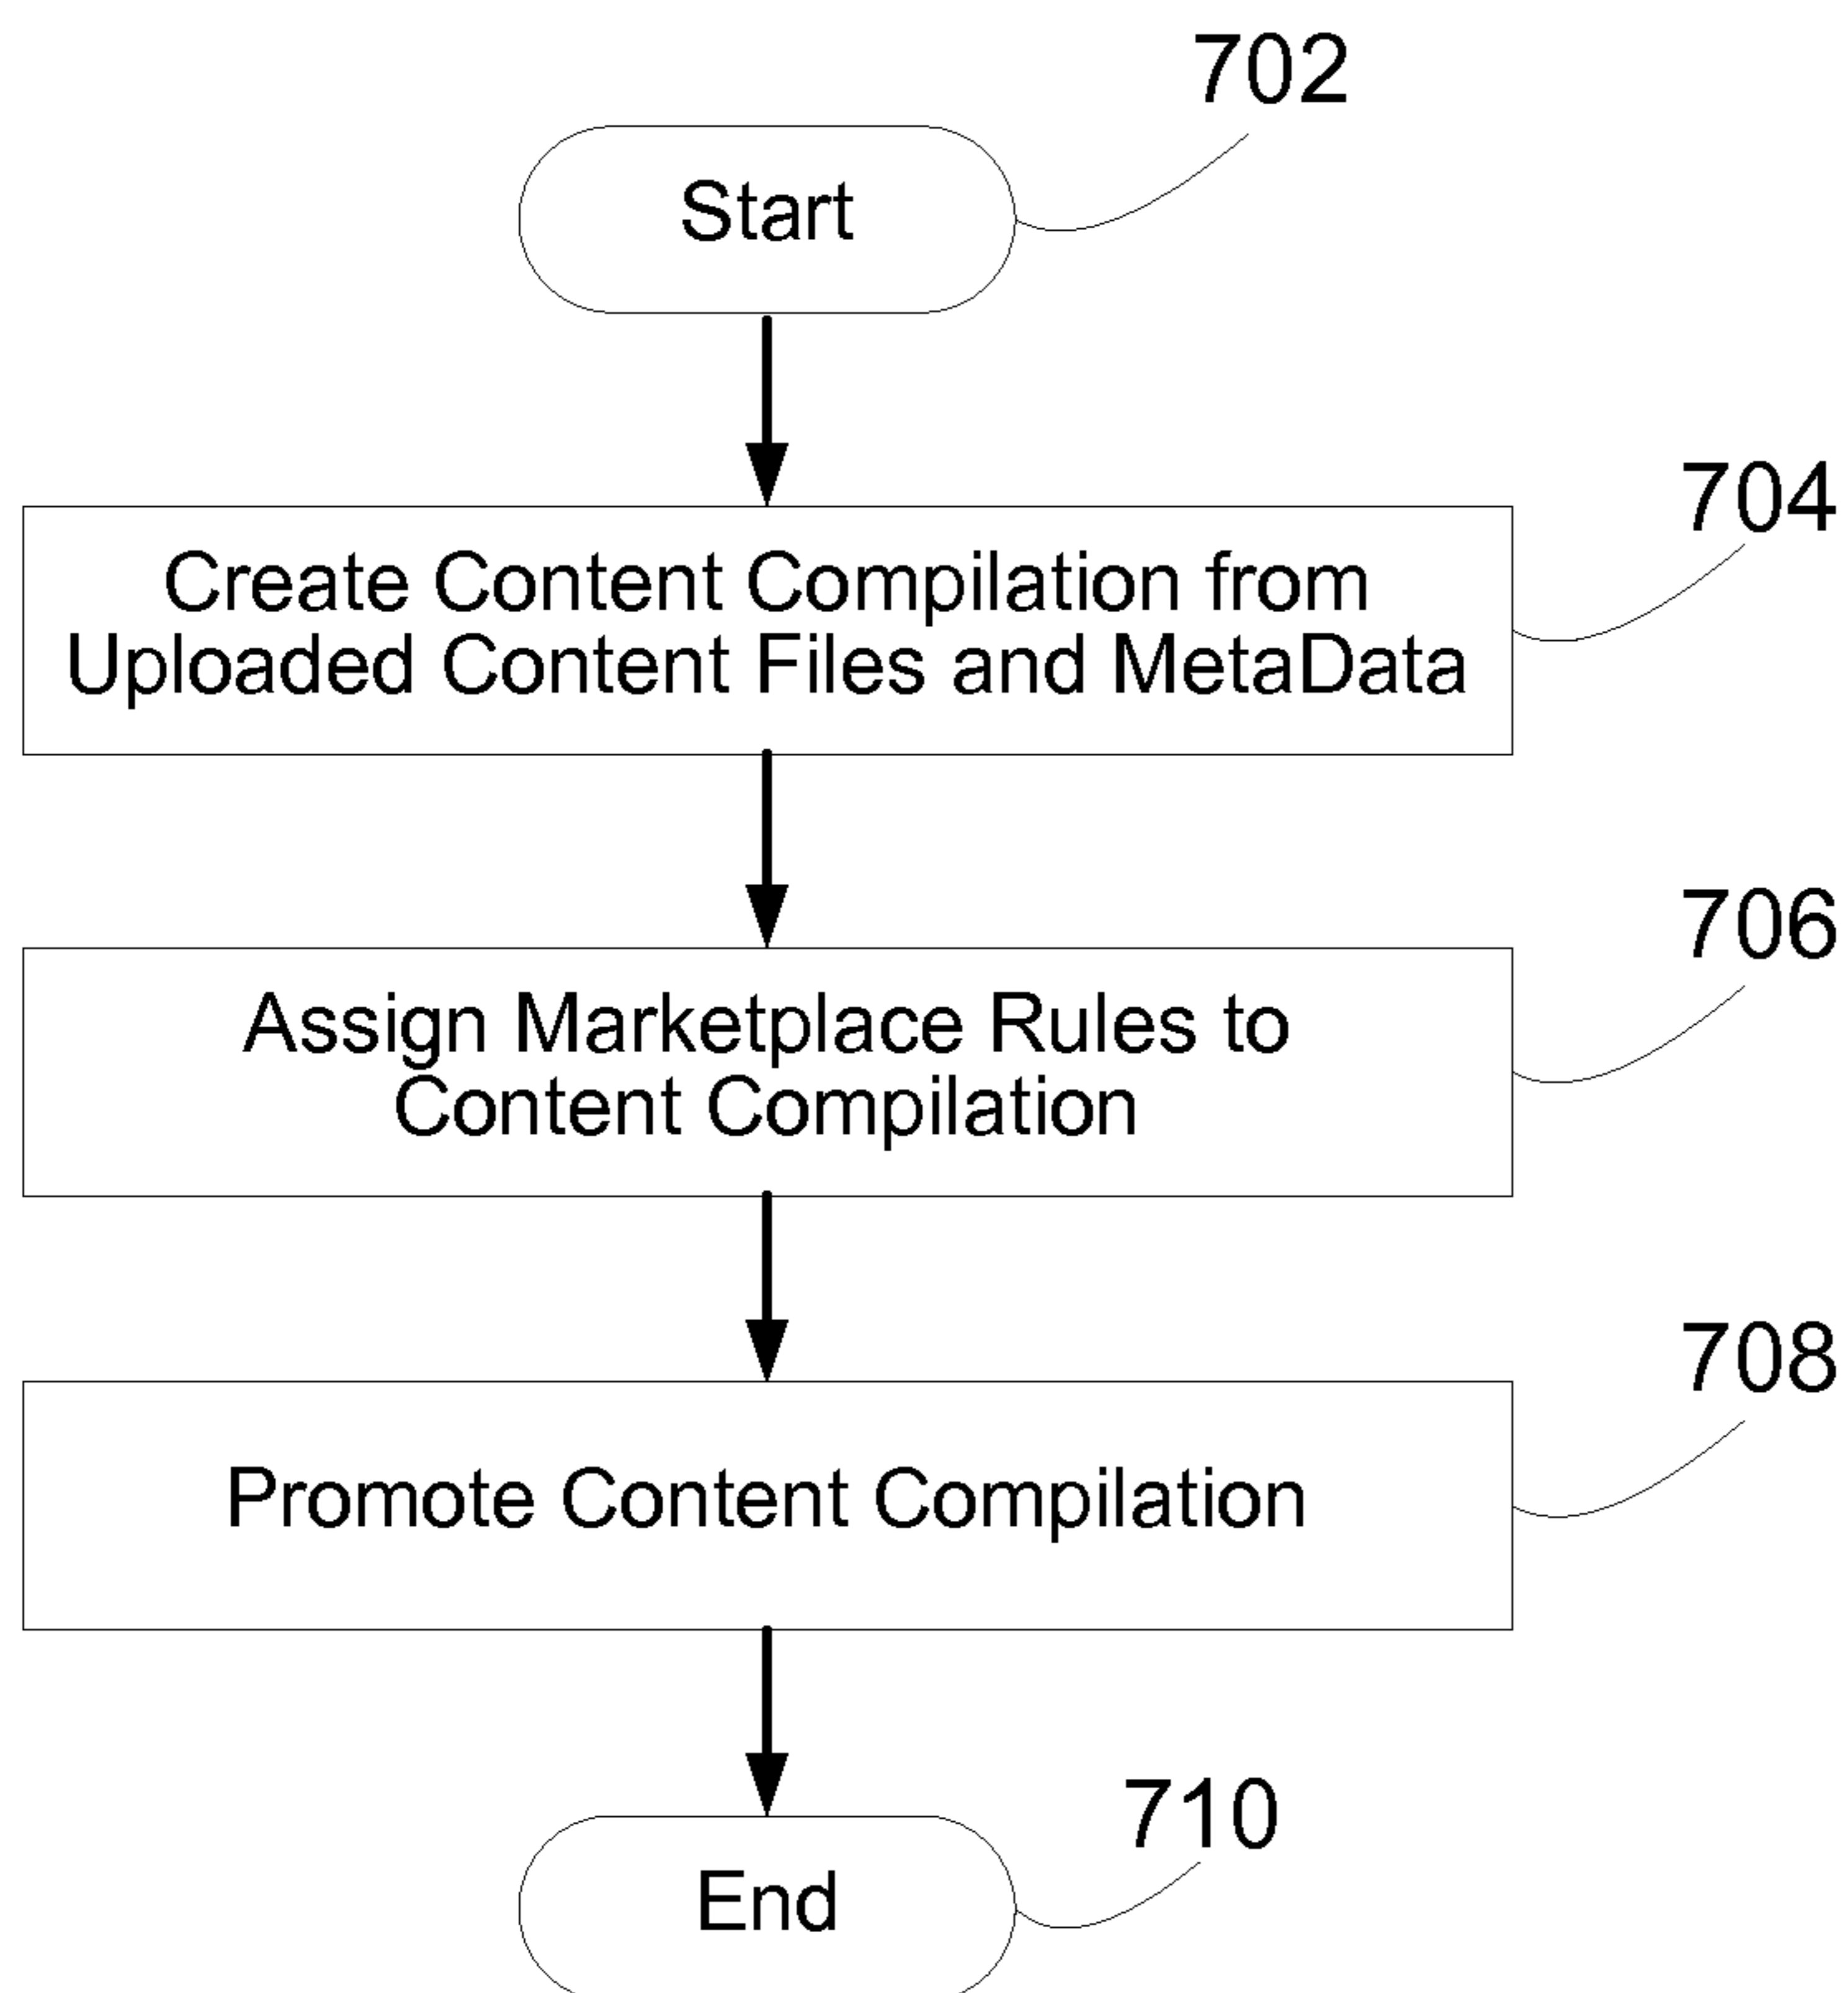 702
Start
704
Create Content Compilation from
Uploaded Content Files and MetaData
706
Assign Marketplace Rules to
Content Compilation
708
Promote Content Compilation
710
End